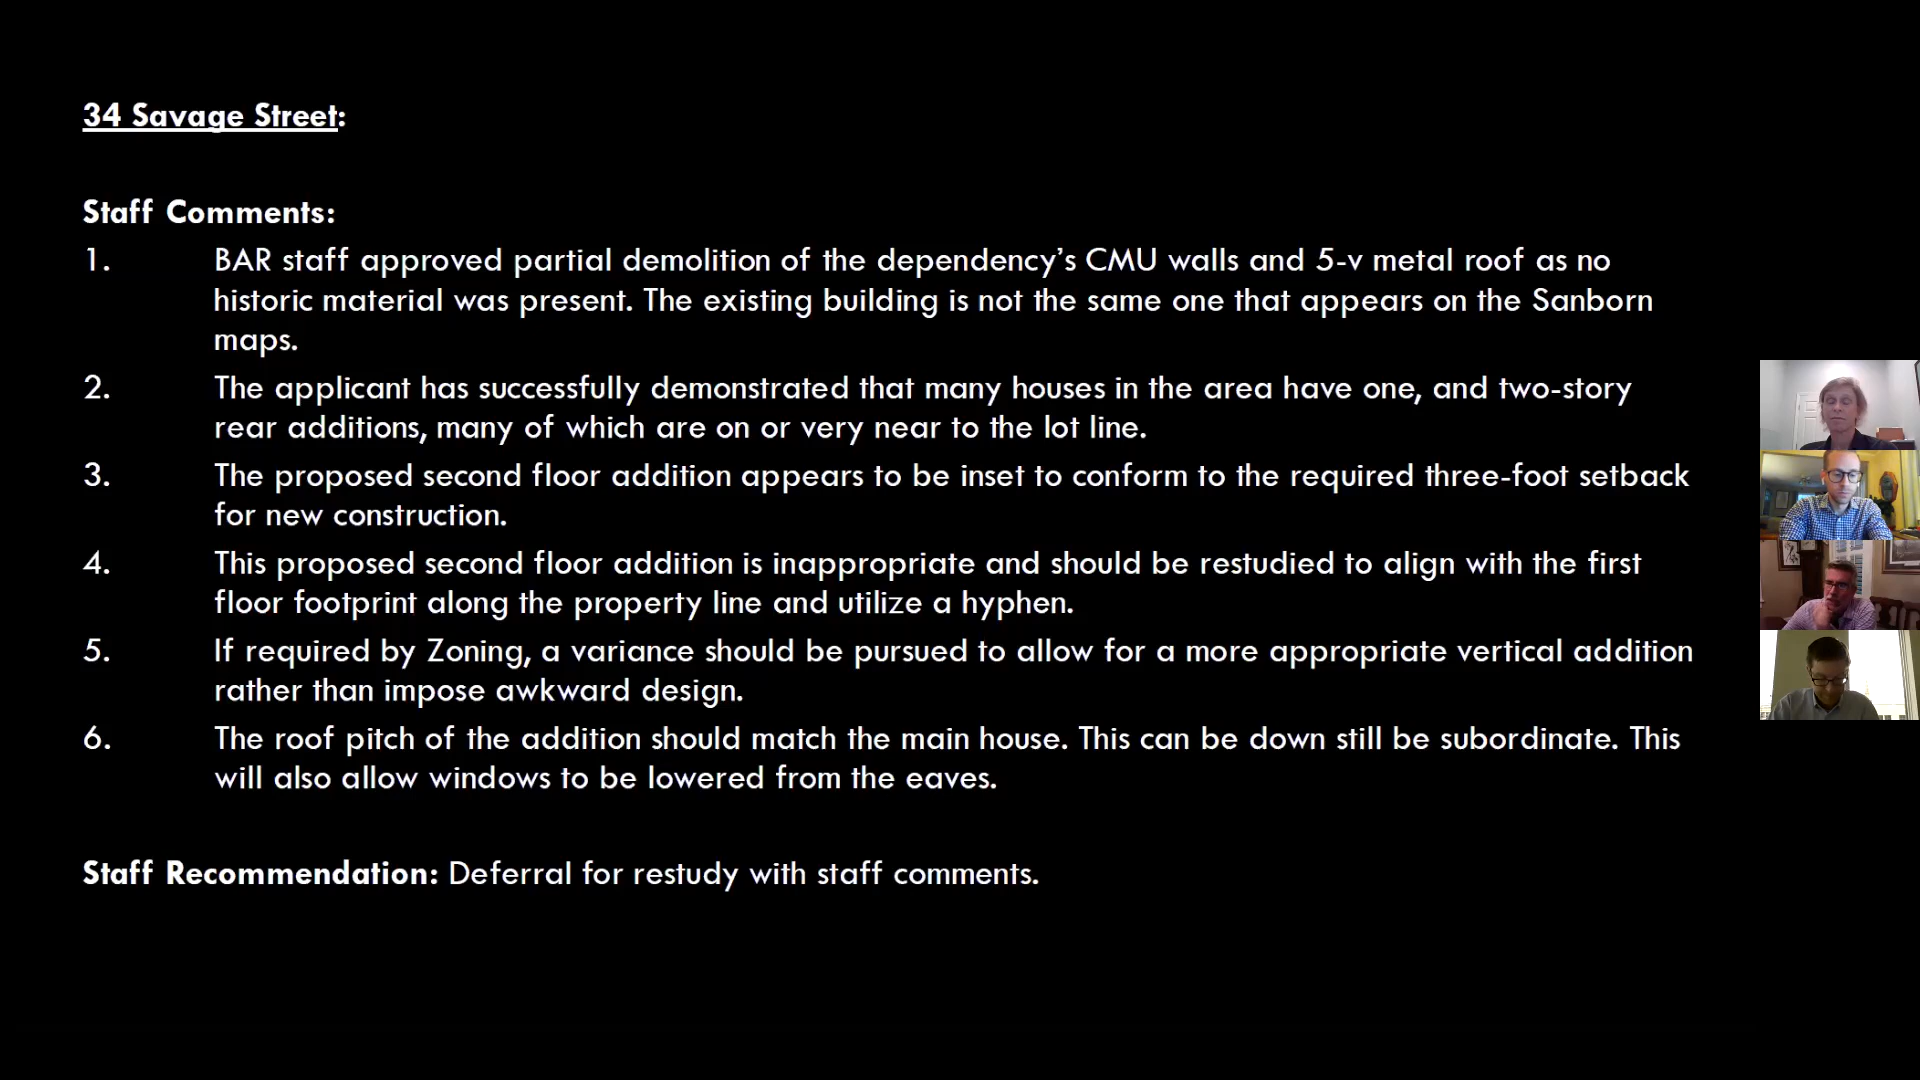 34 Savage Street:
Staff Comments:
1. BAR staff approved partial demolition of the dependency’s CMU walls and 5-v metal roof as no
historic material was present. The existing building is not the same one that appears on the Sanborn
maps.
2. The applicant has successfully demonstrated that many houses in the area have one, and two-story
rear additions, many of which are on or very near to the lot line.
3. The proposed second floor addition appears to be inset to conform to the required three-foot setback
for new construction.
4. This proposed second floor addition is inappropriate and should be restudied to align with the first
floor footprint along the property line and utilize a hyphen.
5. If required by Zoning, a variance should be pursued to allow for a more appropriate vertical addition
rather than impose awkward design.
6. The roof pitch of the addition should match the main house. This can be down still be subordinate. This
will also allow windows to be lowered from the eaves.
Staff Recommendation: Deferral for restudy with staff comments.